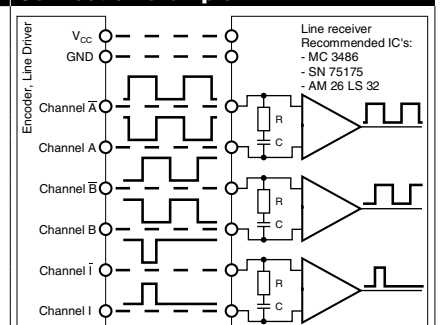 Encoder, Line Driver
V_CC
GND
Channel A̅
Channel A
Channel B̅
Channel B
Channel I̅
Channel I
Line receiver
Recommended IC's:
- MC 3486
- SN 75175
- AM 26 LS 32
R
C
R
C
R
C